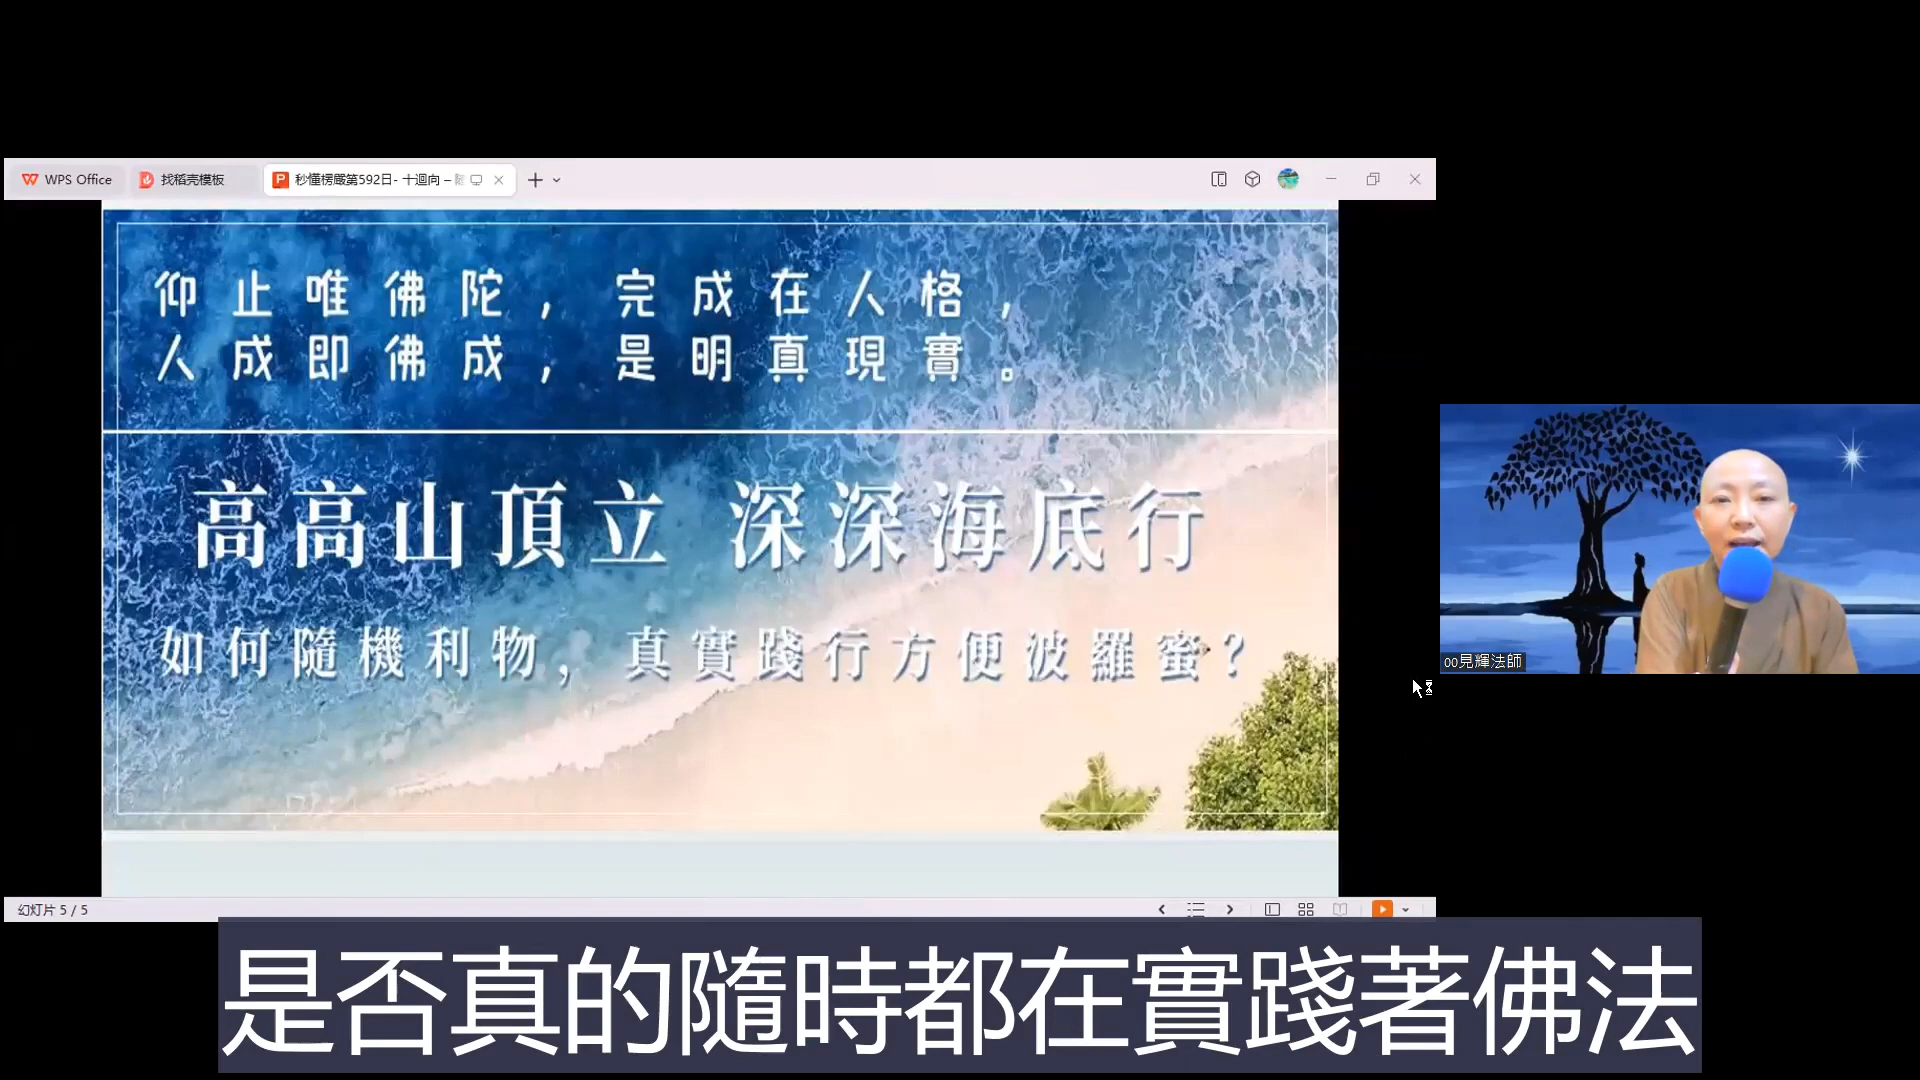 WPS Office
找稻壳模板
秒懂楞嚴第592日- 十迴向 – 隨
仰止唯佛陀，完成在人格，
人成即佛成，是明真現實。
高高山頂立 深深海底行
如何隨機利物，真實踐行方便波羅蜜？
00見輝法師
幻灯片 5 / 5
是否真的隨時都在實踐著佛法